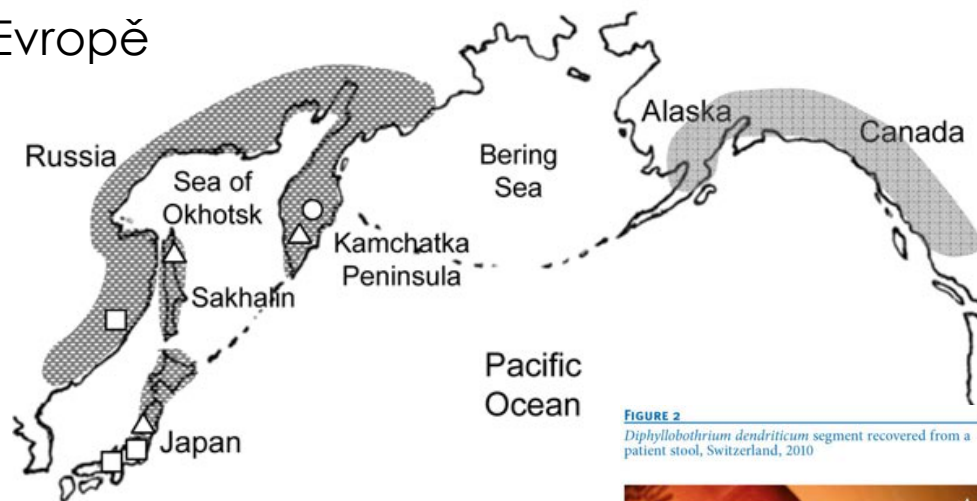 Evropě
Alaska
Canada
Russia
Bering
Sea
Sea of
Okhotsk
Kamchatka
Peninsula
Sakhalin
Pacific
Ocean
Japan
FIGURE 2
Diphyllobothrium dendriticum segment recovered from a
patient stool, Switzerland, 2010